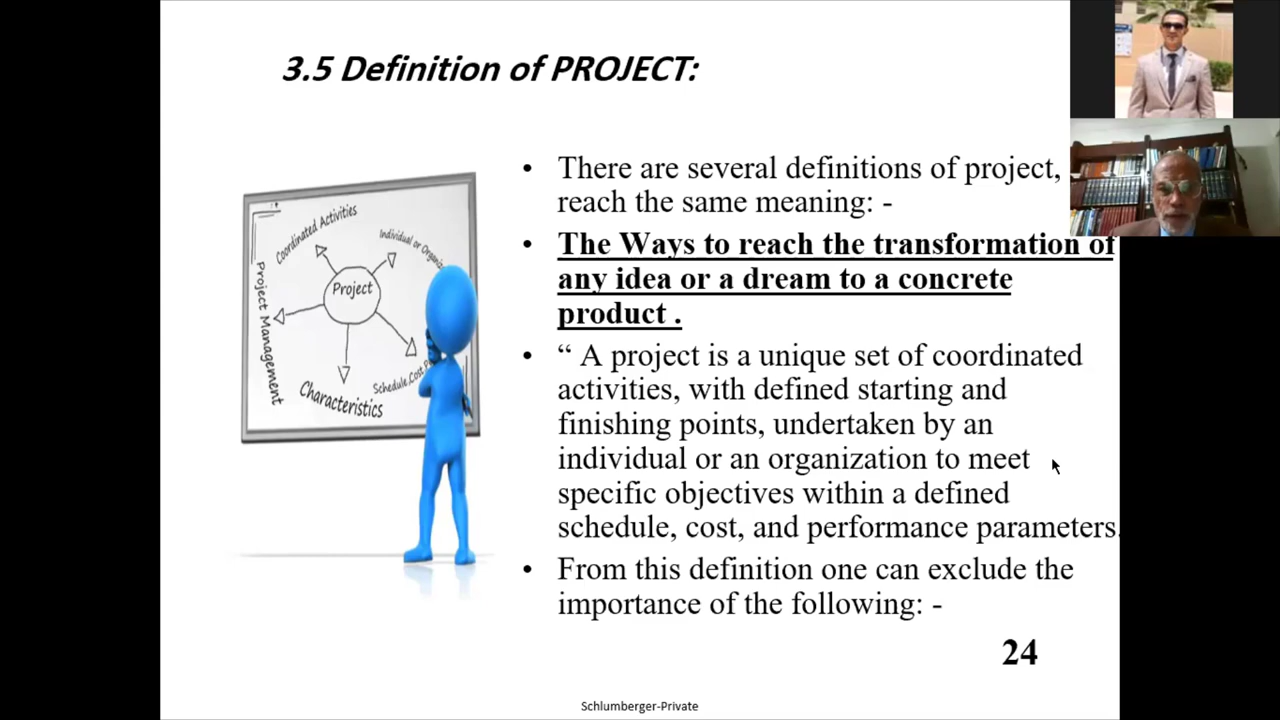 3.5 Definition of PROJECT:
• There are several definitions of project,
reach the same meaning: -
• The Ways to reach the transformation of
any idea or a dream to a concrete
product .
• “ A project is a unique set of coordinated
activities, with defined starting and
finishing points, undertaken by an
individual or an organization to meet
specific objectives within a defined
schedule, cost, and performance parameters.
• From this definition one can exclude the
importance of the following: -
Coordinated Activities
Individual or
Project
Project Management
Characteristics
Schedule, Cost
24
Schlumberger-Private